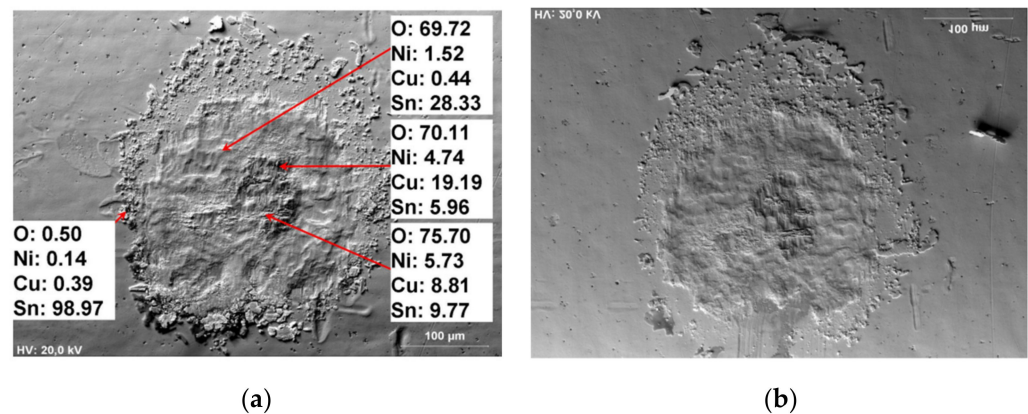 O: 69.72
Ni: 1.52
Cu: 0.44
Sn: 28.33
O: 70.11
Ni: 4.74
Cu: 19.19
Sn: 5.96
O: 0.50
Ni: 0.14
Cu: 0.39
Sn: 98.97
O: 75.70
Ni: 5.73
Cu: 8.81
Sn: 9.77
HV: 20,0 kV
100 µm
HV: 20,0 kV
100 µm
(a)
(b)